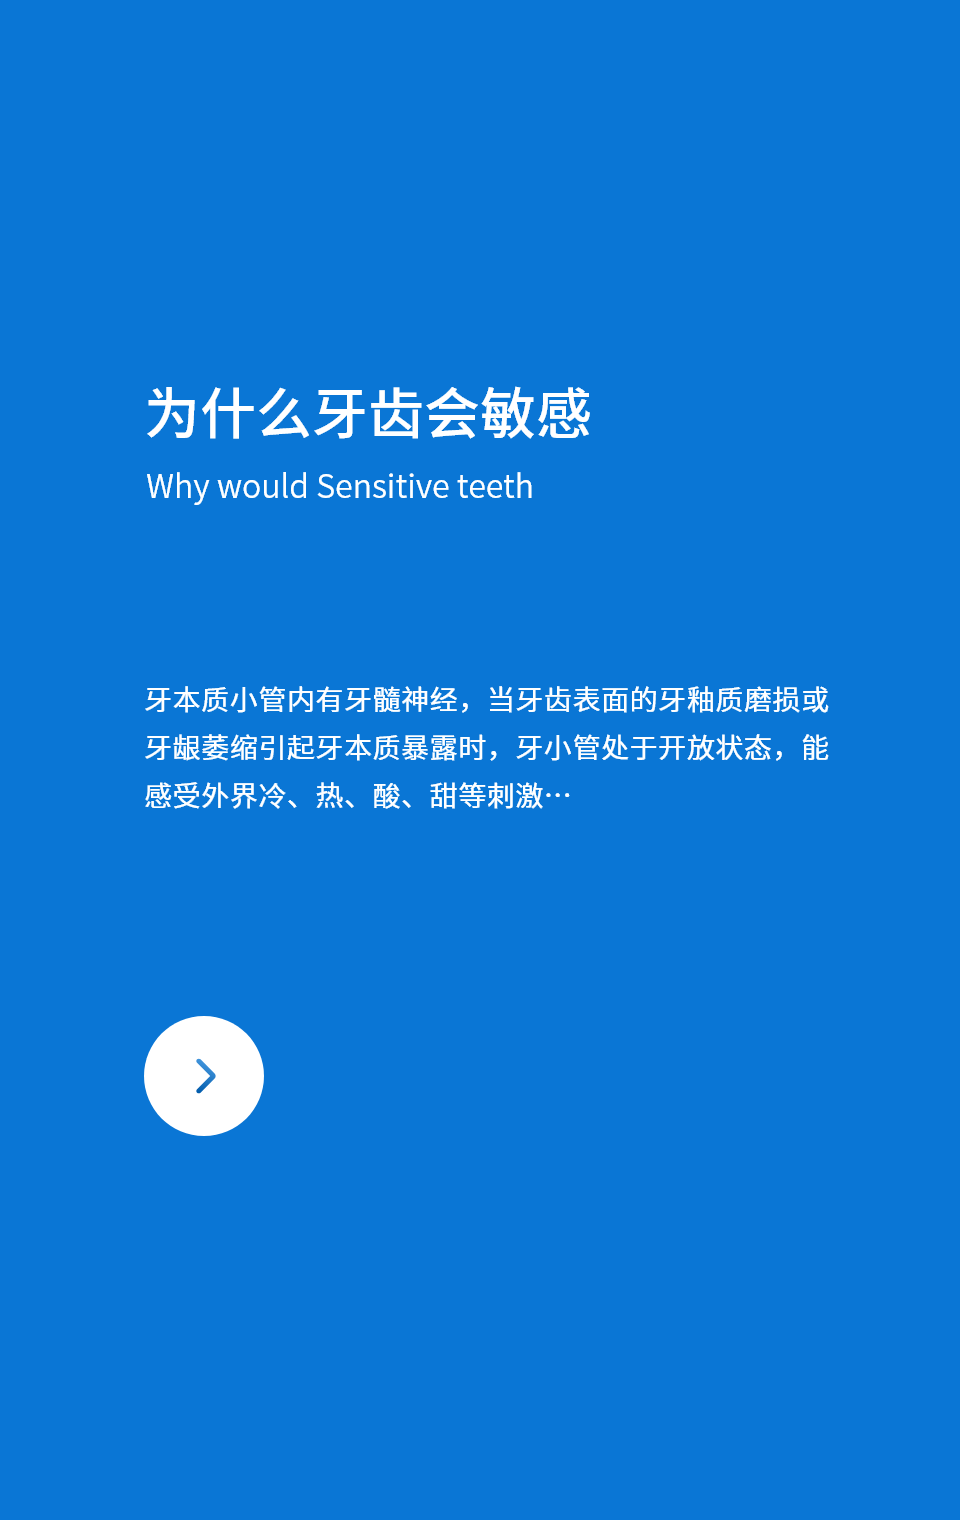 为什么牙齿会敏感
Why would Sensitive teeth
牙本质小管内有牙髓神经，当牙齿表面的牙釉质磨损或
牙龈萎缩引起牙本质暴露时，牙小管处于开放状态，能
感受外界冷、热、酸、甜等刺激…